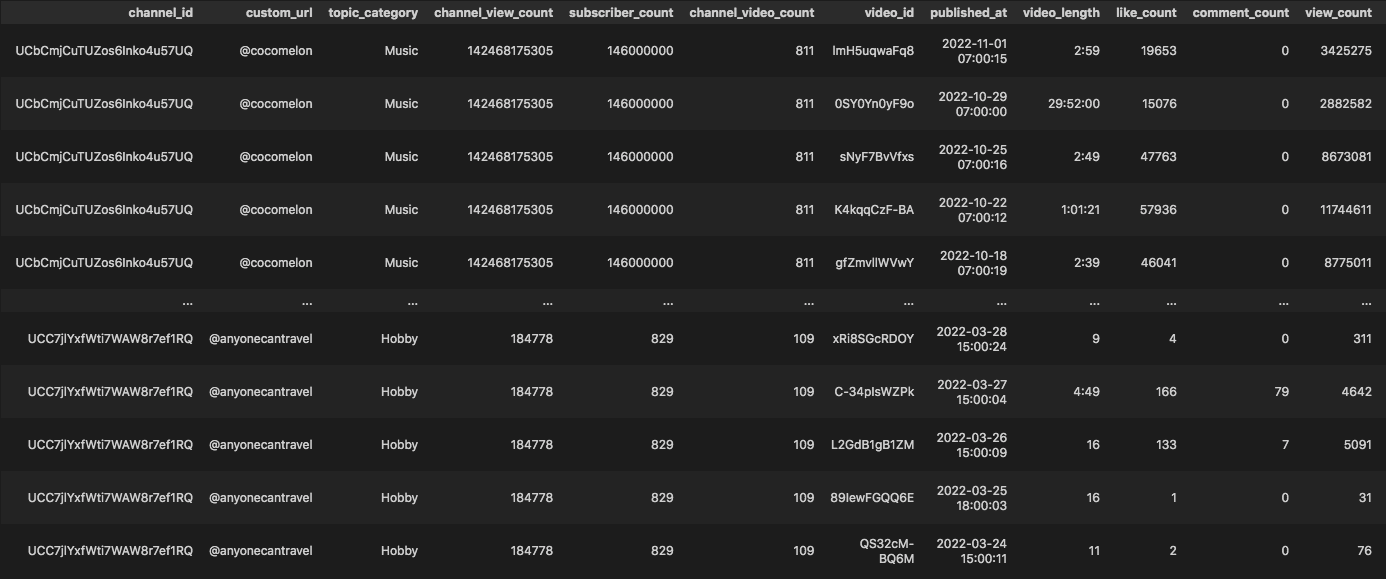 channel_id custom_url topic_category channel_view_count subscriber_count channel_video_count video_id published_at video_length like_count comment_count view_count
UCbCmjCuTUZos6Inko4u57UQ @cocomelon Music 142468175305 146000000 811 lmH5uqwaFq8 2022-11-01 07:00:15 2:59 19653 0 3425275
UCbCmjCuTUZos6Inko4u57UQ @cocomelon Music 142468175305 146000000 811 0SY0Yn0yF9o 2022-10-29 07:00:00 29:52:00 15076 0 2882582
UCbCmjCuTUZos6Inko4u57UQ @cocomelon Music 142468175305 146000000 811 sNyF7BvVfxs 2022-10-25 07:00:16 2:49 47763 0 8673081
UCbCmjCuTUZos6Inko4u57UQ @cocomelon Music 142468175305 146000000 811 K4kqqCzF-BA 2022-10-22 07:00:12 1:01:21 57936 0 11744611
UCbCmjCuTUZos6Inko4u57UQ @cocomelon Music 142468175305 146000000 811 gfZmvllWVwY 2022-10-18 07:00:19 2:39 46041 0 8775011
... ... ... ... ... ... ... ... ... ... ... ...
UCC7jlYxfWti7WAW8r7ef1RQ @anyonecantravel Hobby 184778 829 109 xRi8SGcRDOY 2022-03-28 15:00:24 9 4 0 311
UCC7jlYxfWti7WAW8r7ef1RQ @anyonecantravel Hobby 184778 829 109 C-34plsWZPk 2022-03-27 15:00:04 4:49 166 79 4642
UCC7jlYxfWti7WAW8r7ef1RQ @anyonecantravel Hobby 184778 829 109 L2GdB1gB1ZM 2022-03-26 15:00:09 16 133 7 5091
UCC7jlYxfWti7WAW8r7ef1RQ @anyonecantravel Hobby 184778 829 109 89lewFGQQ6E 2022-03-25 18:00:03 16 1 0 31
UCC7jlYxfWti7WAW8r7ef1RQ @anyonecantravel Hobby 184778 829 109 QS32cM-BQ6M 2022-03-24 15:00:11 11 2 0 76